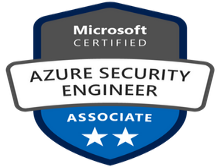 Microsoft
CERTIFIED
AZURE SECURITY
ENGINEER
ASSOCIATE